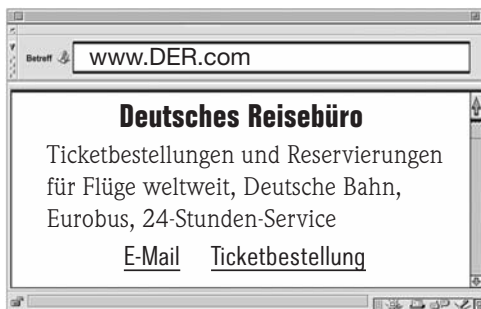 Betreff www.DER.com
Deutsches Reisebüro
Ticketbestellungen und Reservierungen
für Flüge weltweit, Deutsche Bahn,
Eurobus, 24-Stunden-Service
E-Mail Ticketbestellung